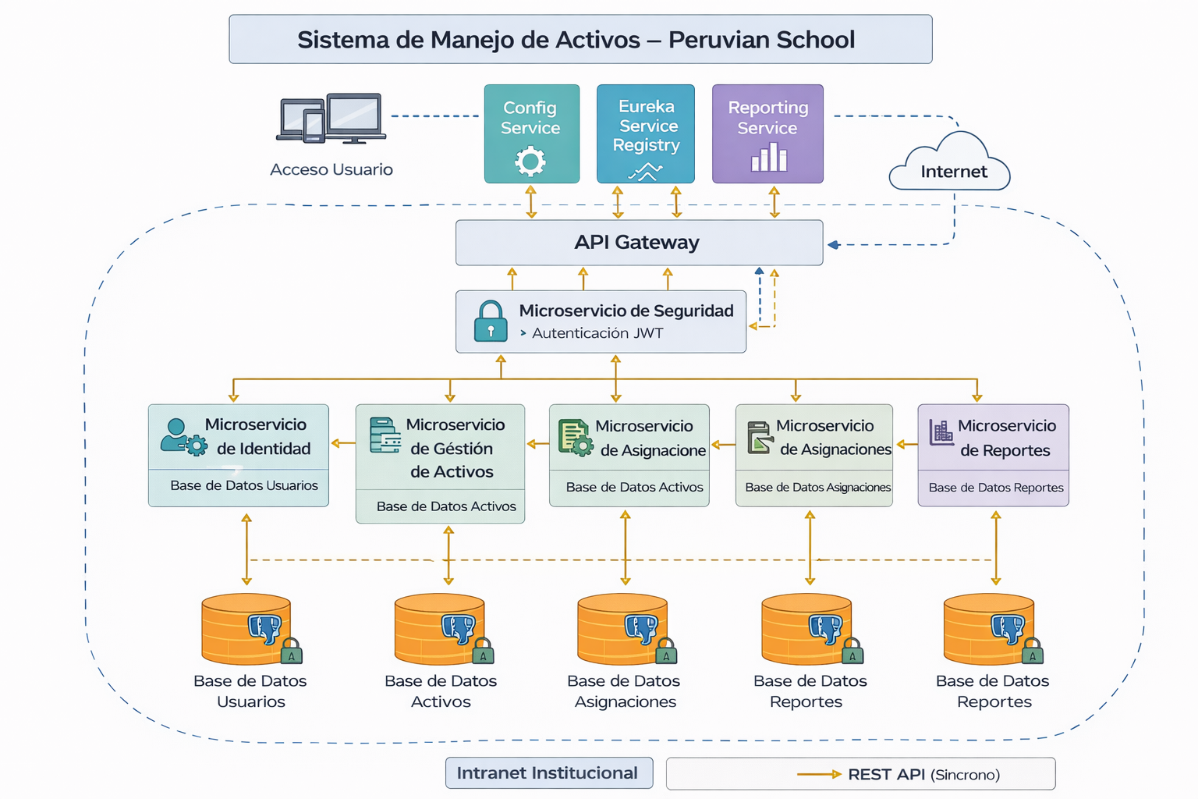 Sistema de Manejo de Activos – Peruvian School
Acceso Usuario
Config
Service
Eureka
Service
Registry
Reporting
Service
Internet
API Gateway
Microservicio de Seguridad
> Autenticación JWT
Microservicio
de Identidad
Base de Datos Usuarios
Microservicio
de Géstión
de Activos
Base de Datos Activos
Microservicio
de Asignacione
Base de Datos Activos
Microservicio
de Asignaciones
Base de Datos Asignaciones
Microservicio
de Reportes
Base de Datos Reportes
A
A
A
A
A
Base de Datos
Usuarios
Base de Datos
Activos
Base de Datos
Asignaciones
Base de Datos
Reportes
Base de Datos
Reportes
Intranet Institucional
REST API (Sincrono)